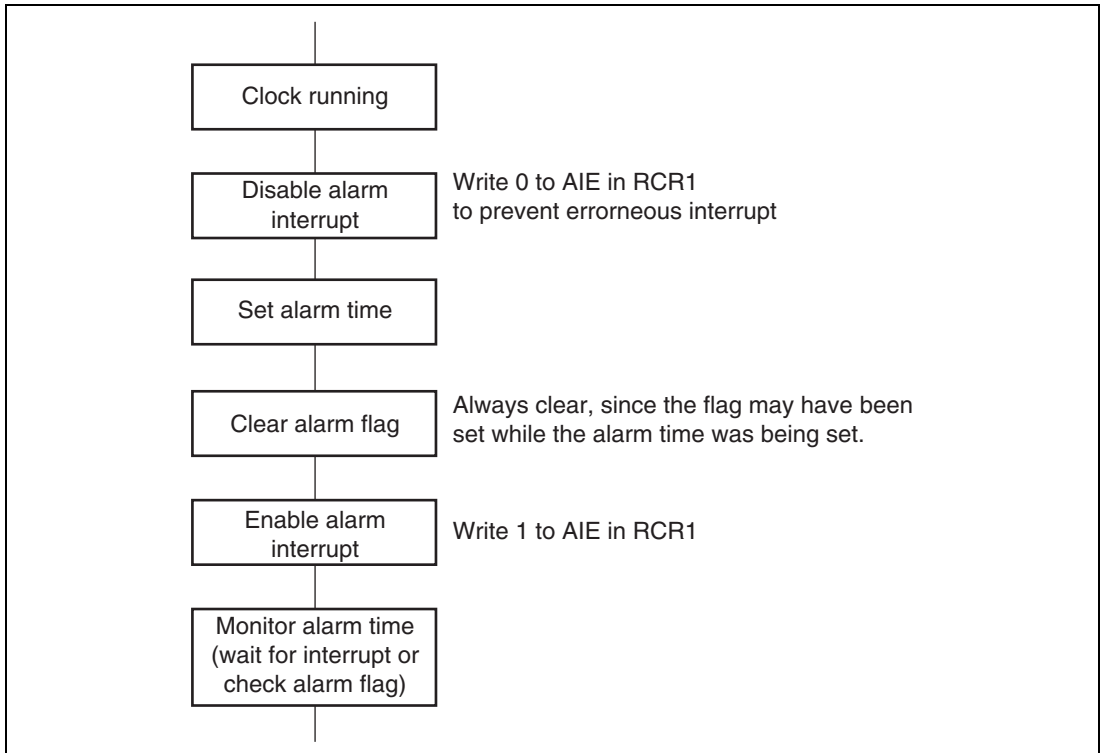 Clock running
Disable alarm
interrupt
Write 0 to AIE in RCR1
to prevent errorneous interrupt
Set alarm time
Clear alarm flag
Always clear, since the flag may have been
set while the alarm time was being set.
Enable alarm
interrupt
Write 1 to AIE in RCR1
Monitor alarm time
(wait for interrupt or
check alarm flag)